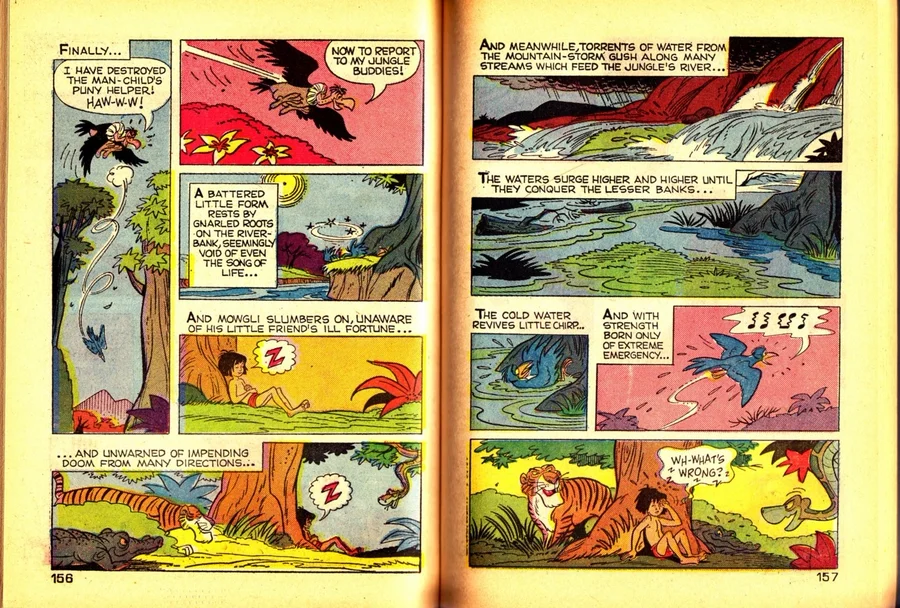 FINALLY...
I HAVE DESTROYED
THE MAN-CHILD'S
PUNY HELPER!
HAW-W-W!
NOW TO REPORT
TO MY JUNGLE
BUDDIES!
A BATTERED
LITTLE FORM
RESTS BY
GNARLED ROOTS
ON THE RIVER-
BANK, SEEMINGLY
VOID OF EVEN
THE SONG OF
LIFE...
AND MOWGLI SLUMBERS ON, UNAWARE
OF HIS LITTLE FRIEND'S ILL FORTUNE...
Z
...AND UNWARNED OF IMPENDING
DOOM FROM MANY DIRECTIONS...
Z
156
AND MEANWHILE, TORRENTS OF WATER FROM
THE MOUNTAIN-STORM GUSH ALONG MANY
STREAMS WHICH FEED THE JUNGLE'S RIVER...
THE WATERS SURGE HIGHER AND HIGHER UNTIL
THEY CONQUER THE LESSER BANKS...
THE COLD WATER
REVIVES LITTLE CHIRP...
AND WITH
STRENGTH
BORN ONLY
OF EXTREME
EMERGENCY...
WH-WHAT'S
WRONG?
157